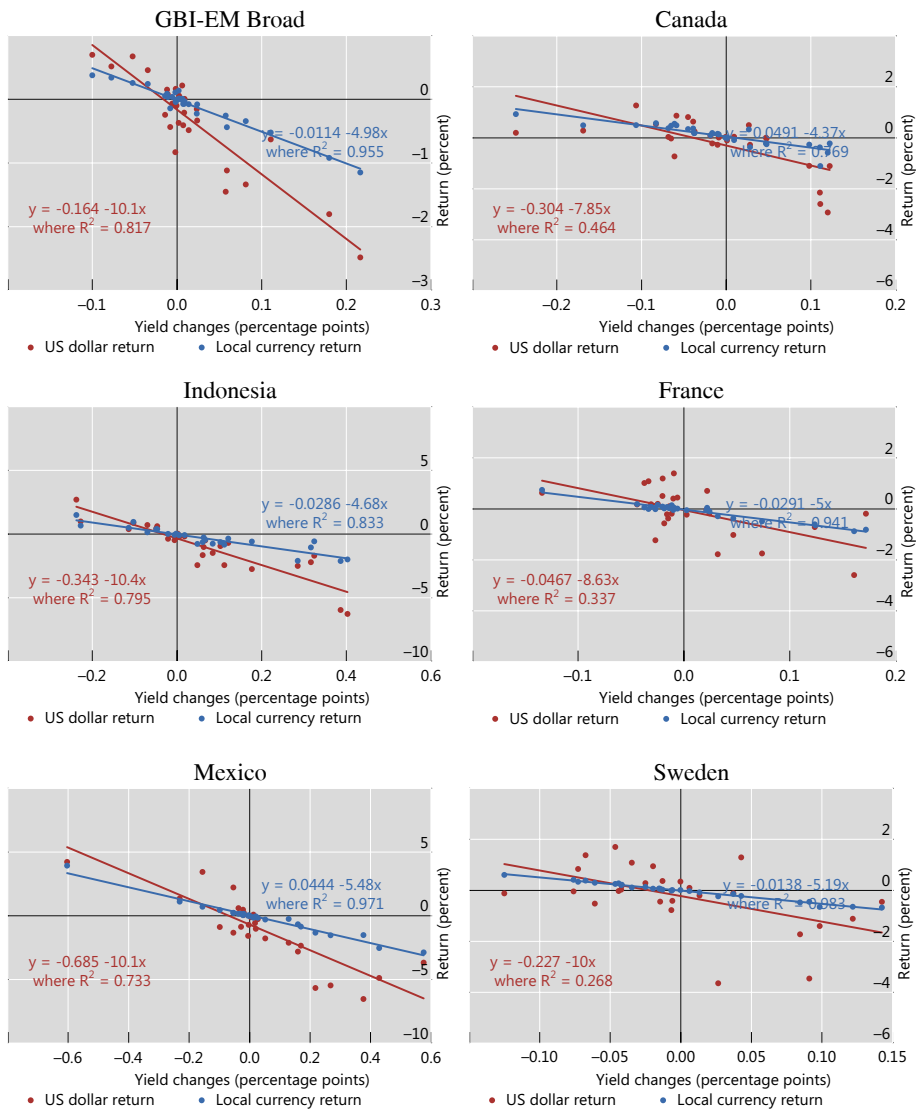 GBI-EM Broad
0
−1
−2
−3
Return (percent)
y = -0.0114 -4.98x
where R² = 0.955
y = -0.164 -10.1x
where R² = 0.817
−0.1 0.0 0.1 0.2 0.3
Yield changes (percentage points)
US dollar return Local currency return
Canada
2
0
−2
−4
−6
Return (percent)
y = 0.0491 -4.37x
where R² = 0.769
y = -0.304 -7.85x
where R² = 0.464
−0.2 −0.1 0.0 0.1 0.2
Yield changes (percentage points)
US dollar return Local currency return
Indonesia
5
0
−5
−10
Return (percent)
y = -0.0286 -4.68x
where R² = 0.833
y = -0.343 -10.4x
where R² = 0.795
−0.2 0.0 0.2 0.4 0.6
Yield changes (percentage points)
US dollar return Local currency return
France
2
0
−2
−4
−6
Return (percent)
y = -0.0291 -5x
where R² = 0.941
y = -0.0467 -8.63x
where R² = 0.337
−0.1 0.0 0.1 0.2
Yield changes (percentage points)
US dollar return Local currency return
Mexico
5
0
−5
−10
Return (percent)
y = 0.0444 -5.48x
where R² = 0.971
y = -0.685 -10.1x
where R² = 0.733
−0.6 −0.4 −0.2 0.0 0.2 0.4 0.6
Yield changes (percentage points)
US dollar return Local currency return
Sweden
2
0
−2
−4
−6
Return (percent)
y = -0.0138 -5.19x
where R² = 0.983
y = -0.227 -10x
where R² = 0.268
−0.10 −0.05 0.00 0.05 0.10 0.15
Yield changes (percentage points)
US dollar return Local currency return